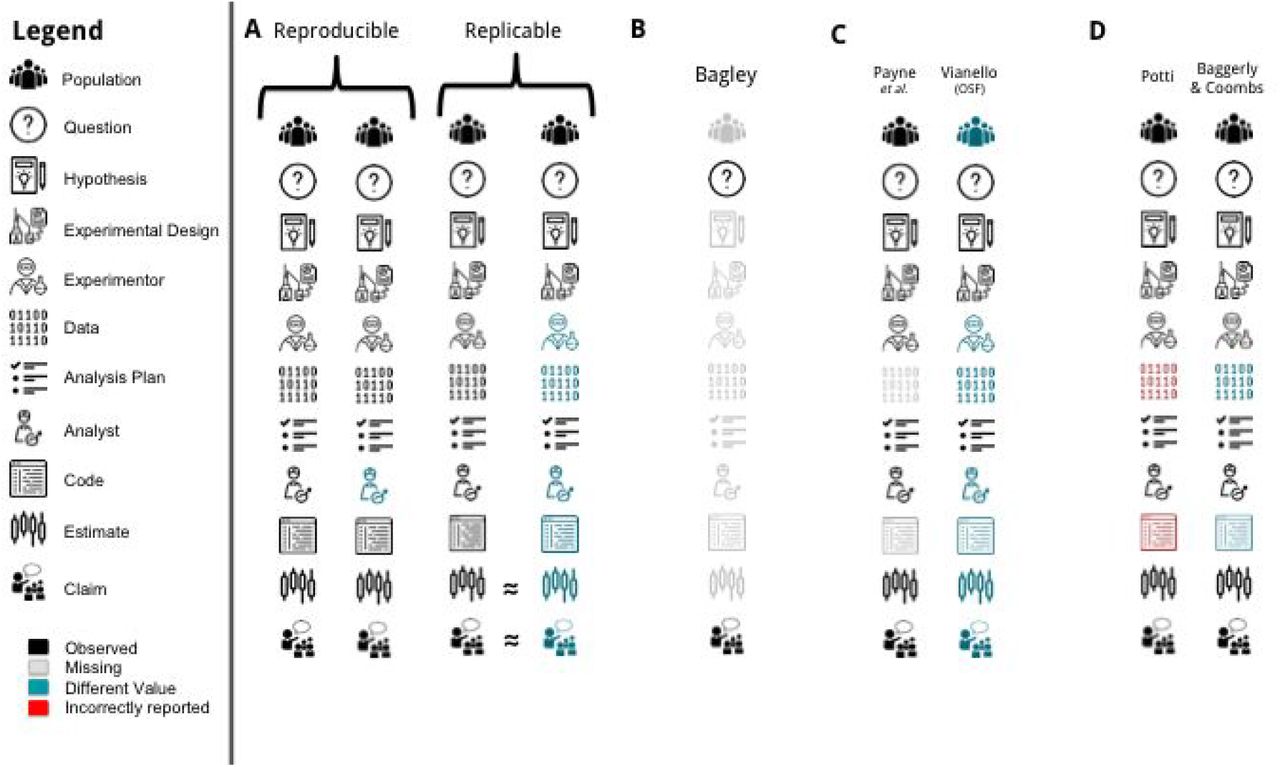 Legend
Population
Question
Hypothesis
Experimental Design
Experimentor
Data
Analysis Plan
Analyst
Code
Estimate
Claim
Observed
Missing
Different Value
Incorrectly reported
A
Reproducible
Replicable
01100 01100 01100 01100
10110 10110 10110 10110
11110 11110 11110 11110
≈
≈
B
Bagley
01100
10110
11110
C
Payne
et al.
Vianello
(OSF)
01100 01100
10110 10110
11110 11110
D
Potti
Baggerly
& Coombs
01100 01100
10110 10110
11110 11110